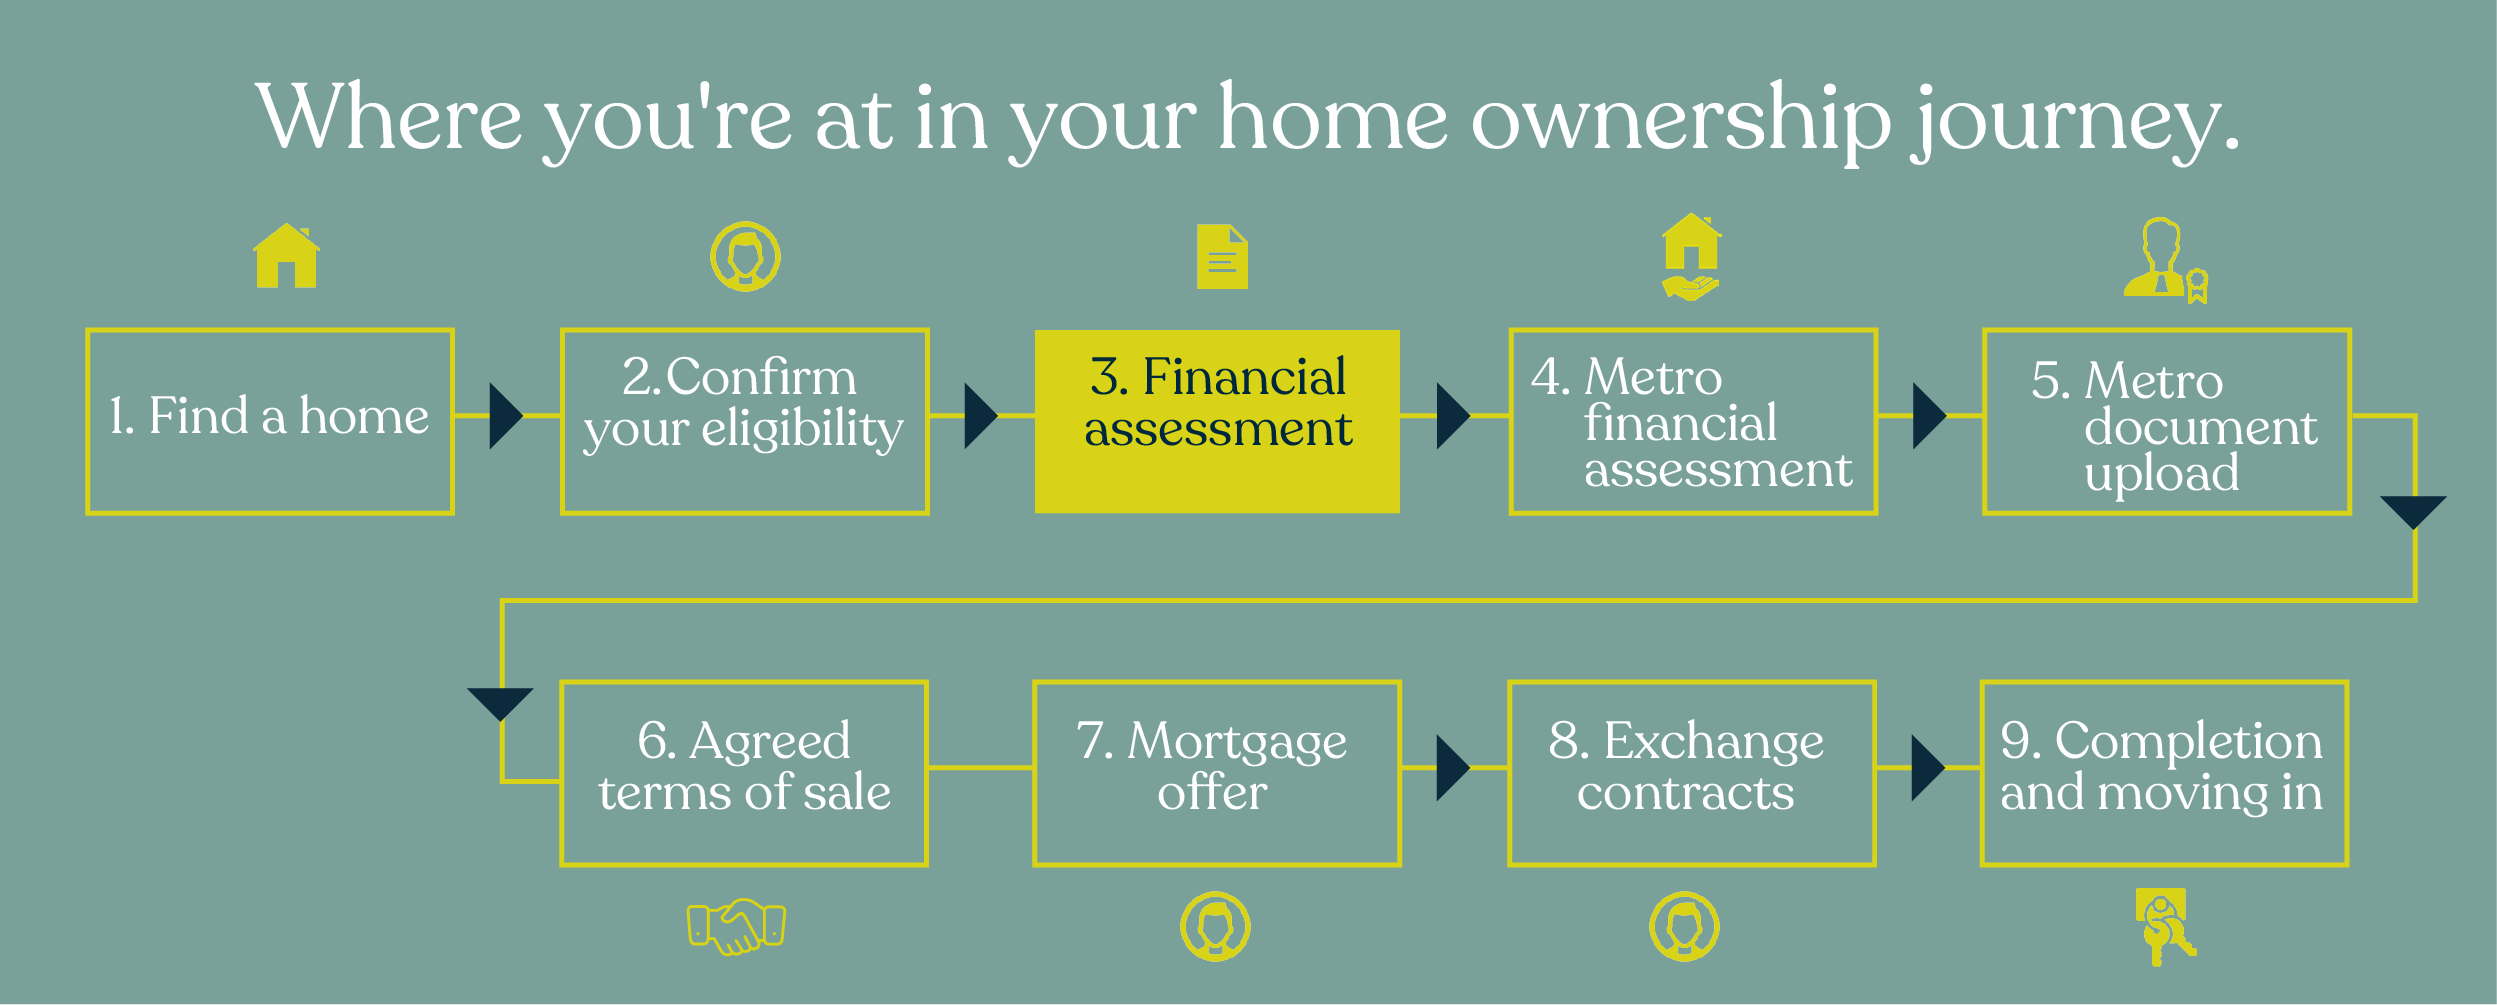 Where you're at in your home ownership journey.
1. Find a home
2.Confirm
your eligibility
3. Financial
assessment
4. Metro
financial
assessment
5. Metro
document
upload
6. Agreed
terms of sale
7. Mortgage
offer
8. Exchange
contracts
9. Completion
and moving in